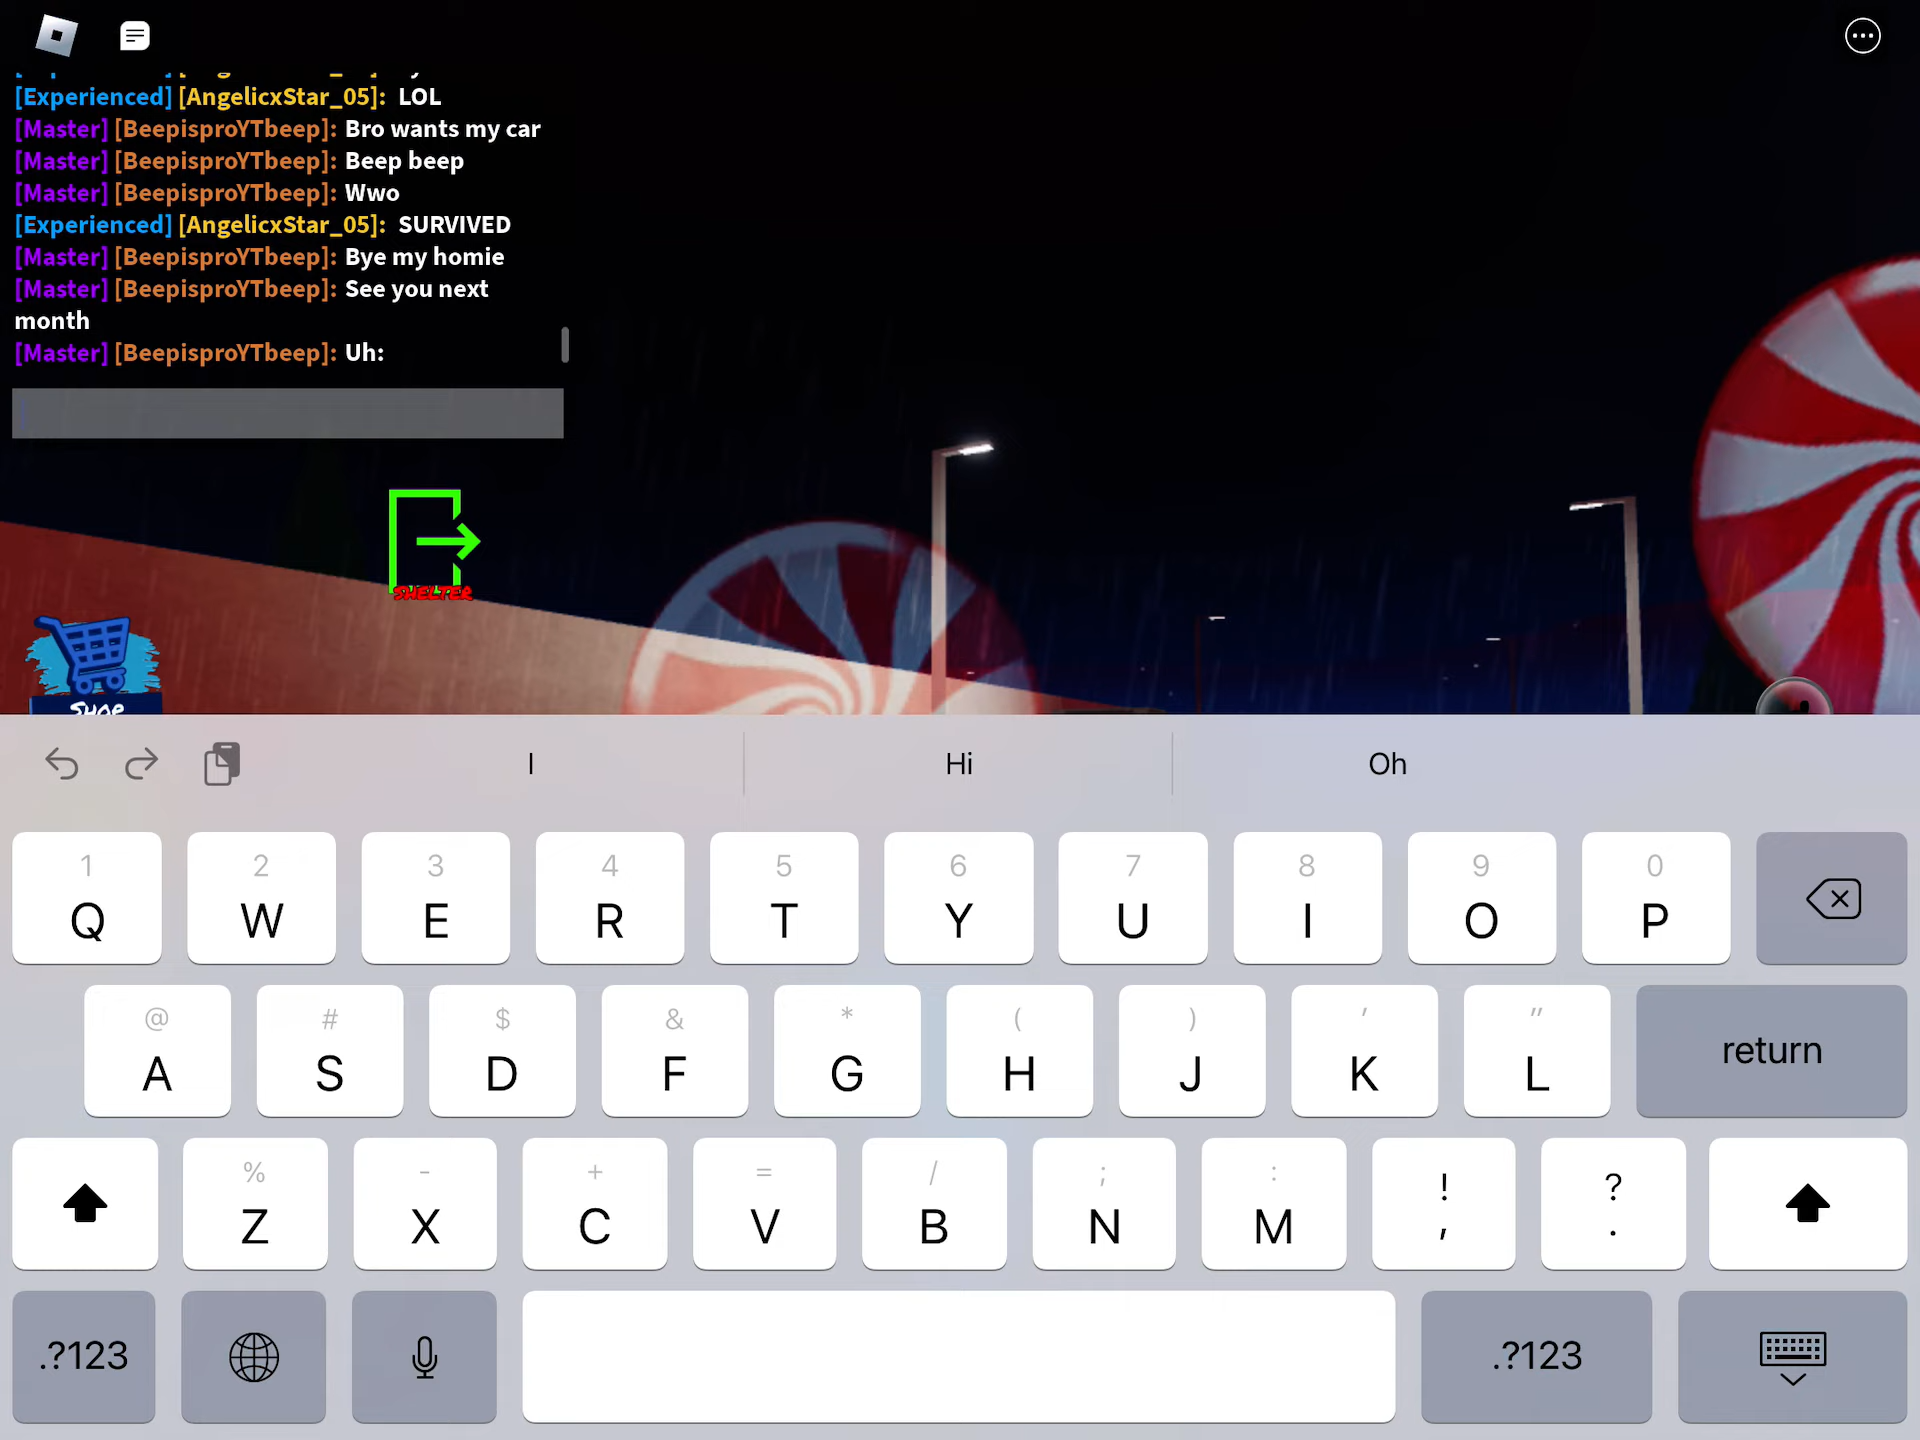 [Experienced] [AngelicxStar_05]: LOL
[Master] [BeepisproYTbeep]: Bro wants my car
[Master] [BeepisproYTbeep]: Beep beep
[Master] [BeepisproYTbeep]: Wwo
[Experienced] [AngelicxStar_05]: SURVIVED
[Master] [BeepisproYTbeep]: Bye my homie
[Master] [BeepisproYTbeep]: See you next
month
[Master] [BeepisproYTbeep]: Uh:
SHELTER
SHOP
I Hi Oh
1 2 3 4 5 6 7 8 9 0
Q W E R T Y U I O P
@ # $ & * ( ) ' "
A S D F G H J K L return
% - + = / ; : ! ?
Z X C V B N M , .
.?123 .?123